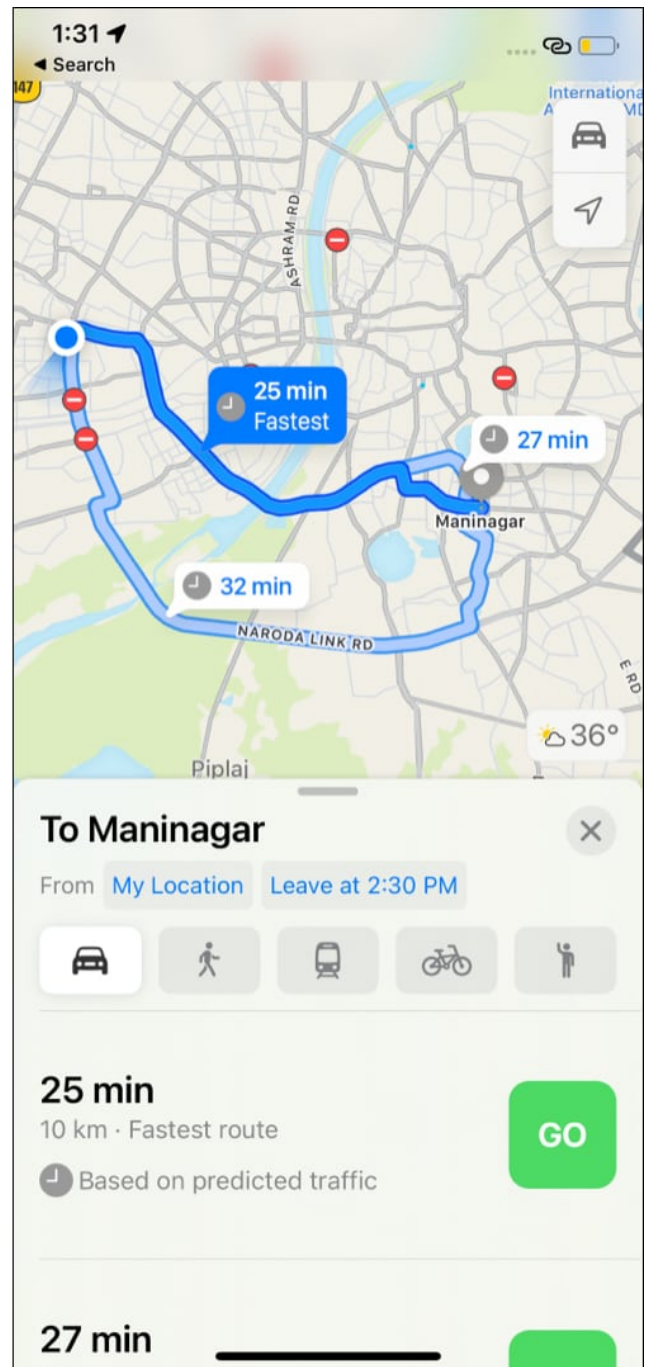 1:31
◀ Search
147
Internationa
ASHRAM RD
25 min
Fastest
27 min
Maninagar
32 min
NARODA LINK RD
E RD
36°
Piplaj
To Maninagar
From My Location Leave at 2:30 PM
25 min
10 km · Fastest route
GO
Based on predicted traffic
27 min